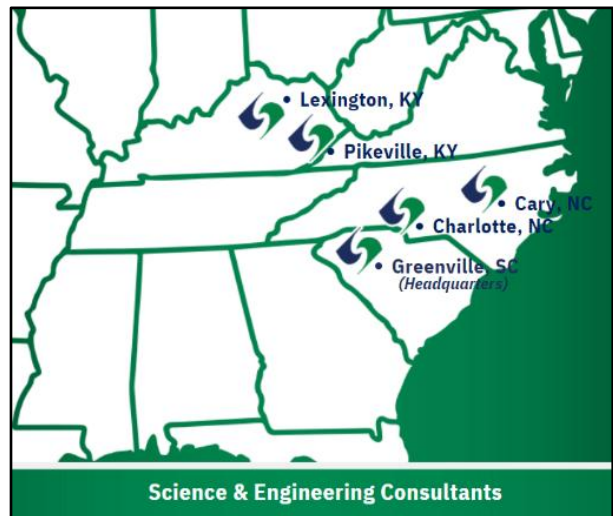 Lexington, KY
Pikeville, KY
Cary, NC
Charlotte, NC
Greenville, SC
(Headquarters)
Science & Engineering Consultants